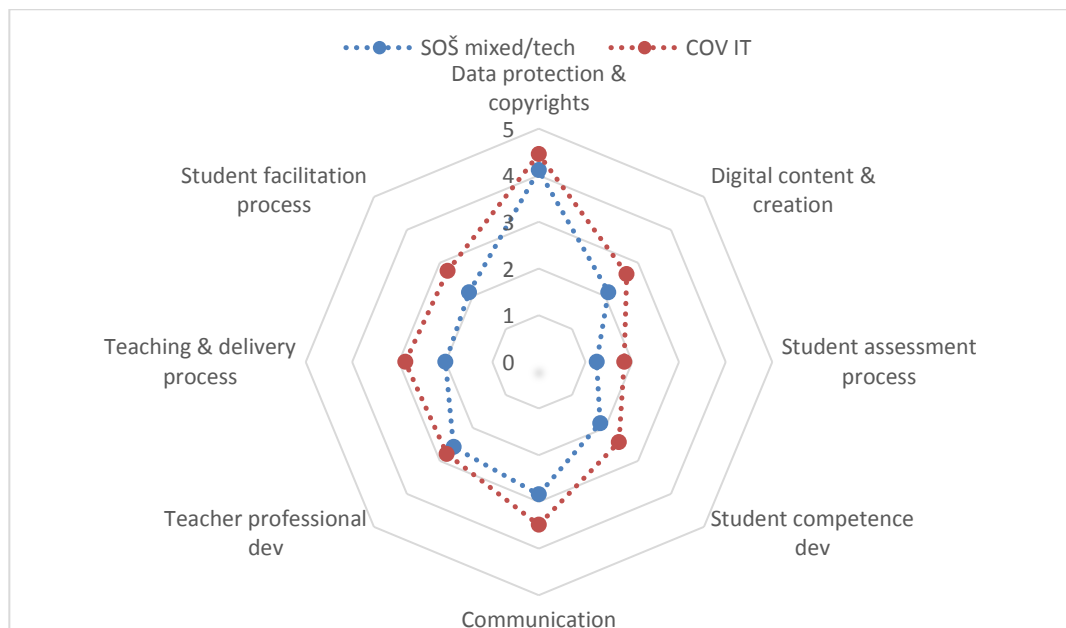 SOŠ mixed/tech
COV IT
Data protection &
copyrights
5
4
3
2
1
0
Digital content &
creation
Student assessment
process
Student competence
dev
Communication
Teacher professional
dev
Teaching & delivery
process
Student facilitation
process